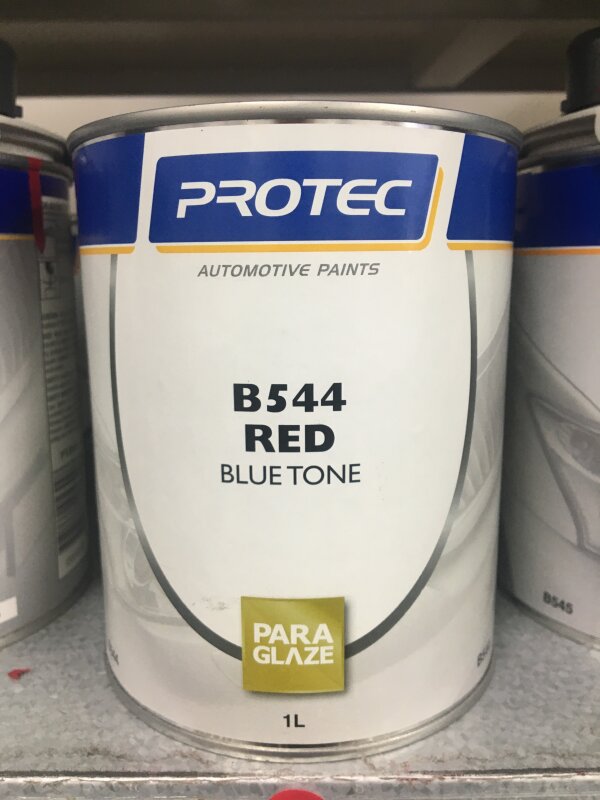 PROTEC
AUTOMOTIVE PAINTS
B544
RED
BLUE TONE
PARA
GLAZE
1L
B545